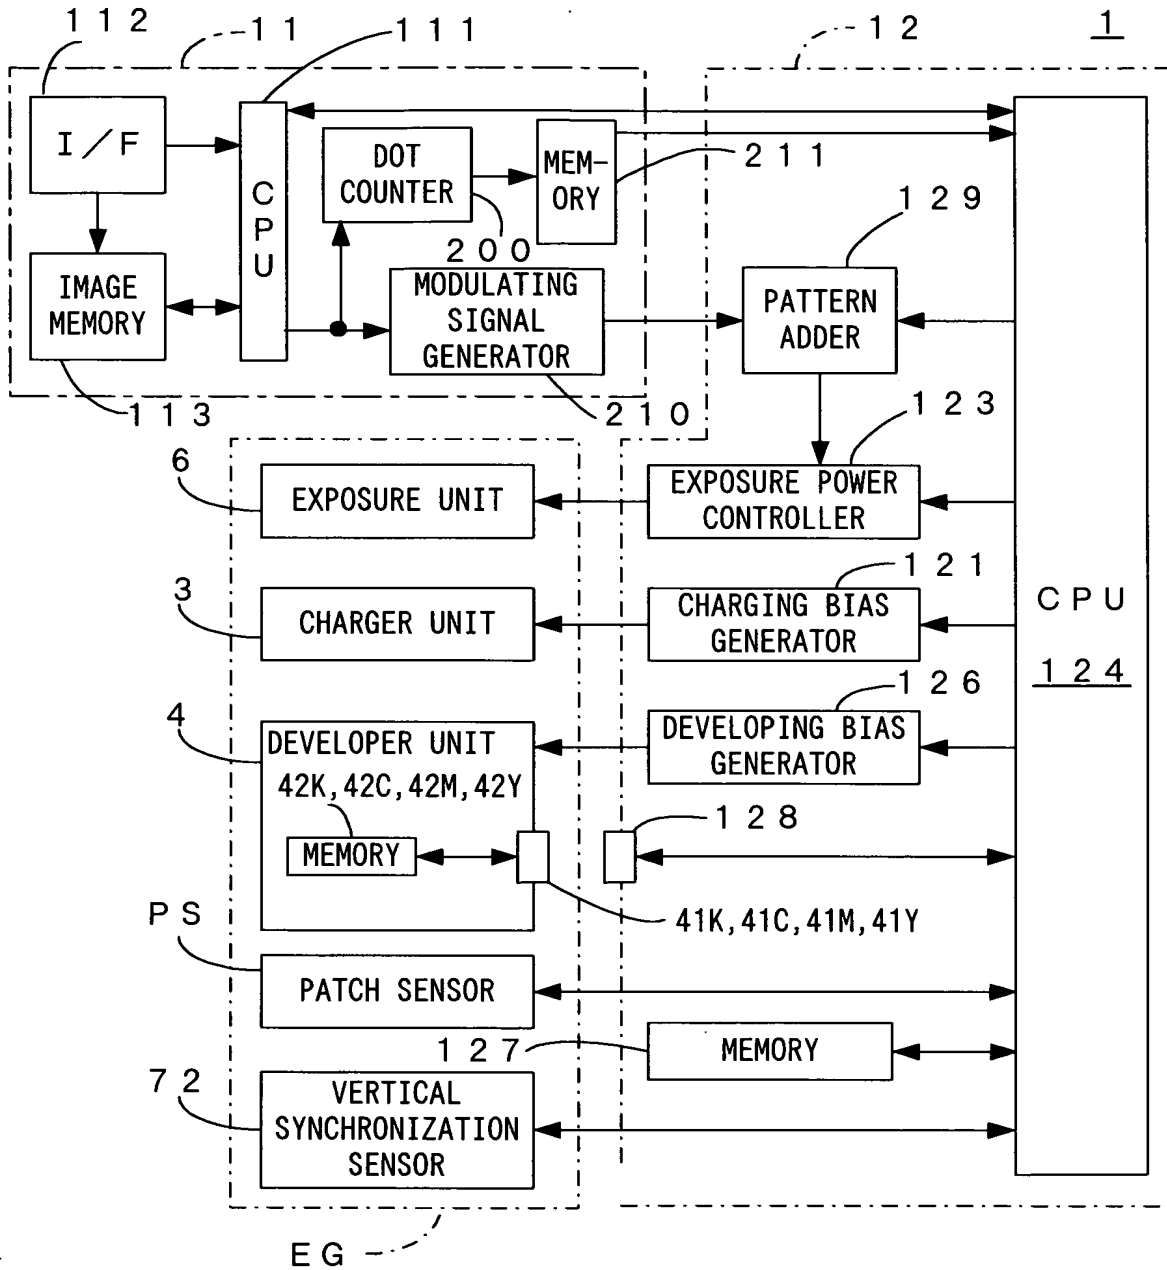 112
11
111
12
1
I/F
CPU
DOT
COUNTER
MEM-
ORY
211
129
200
IMAGE
MEMORY
MODULATING
SIGNAL
GENERATOR
PATTERN
ADDER
113
210
123
6
EXPOSURE UNIT
EXPOSURE POWER
CONTROLLER
121
3
CHARGER UNIT
CHARGING BIAS
GENERATOR
CPU
124
126
4
DEVELOPER UNIT
DEVELOPING BIAS
GENERATOR
42K, 42C, 42M, 42Y
128
MEMORY
41K, 41C, 41M, 41Y
PS
PATCH SENSOR
127
MEMORY
72
VERTICAL
SYNCHRONIZATION
SENSOR
EG